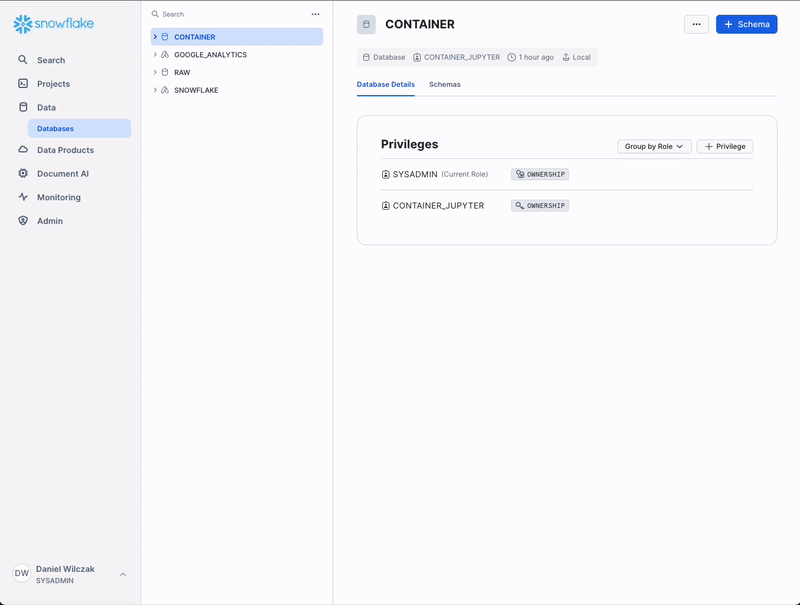 snowflake
Search
Projects
Data
Databases
Data Products
Document AI
Monitoring
Admin
DW
Daniel Wilczak
SYSADMIN
Search
CONTAINER
GOOGLE_ANALYTICS
RAW
SNOWFLAKE
CONTAINER
... + Schema
Database CONTAINER_JUPYTER 1 hour ago Local
Database Details Schemas
Privileges
Group by Role + Privilege
SYSADMIN (Current Role) OWNERSHIP
CONTAINER_JUPYTER OWNERSHIP